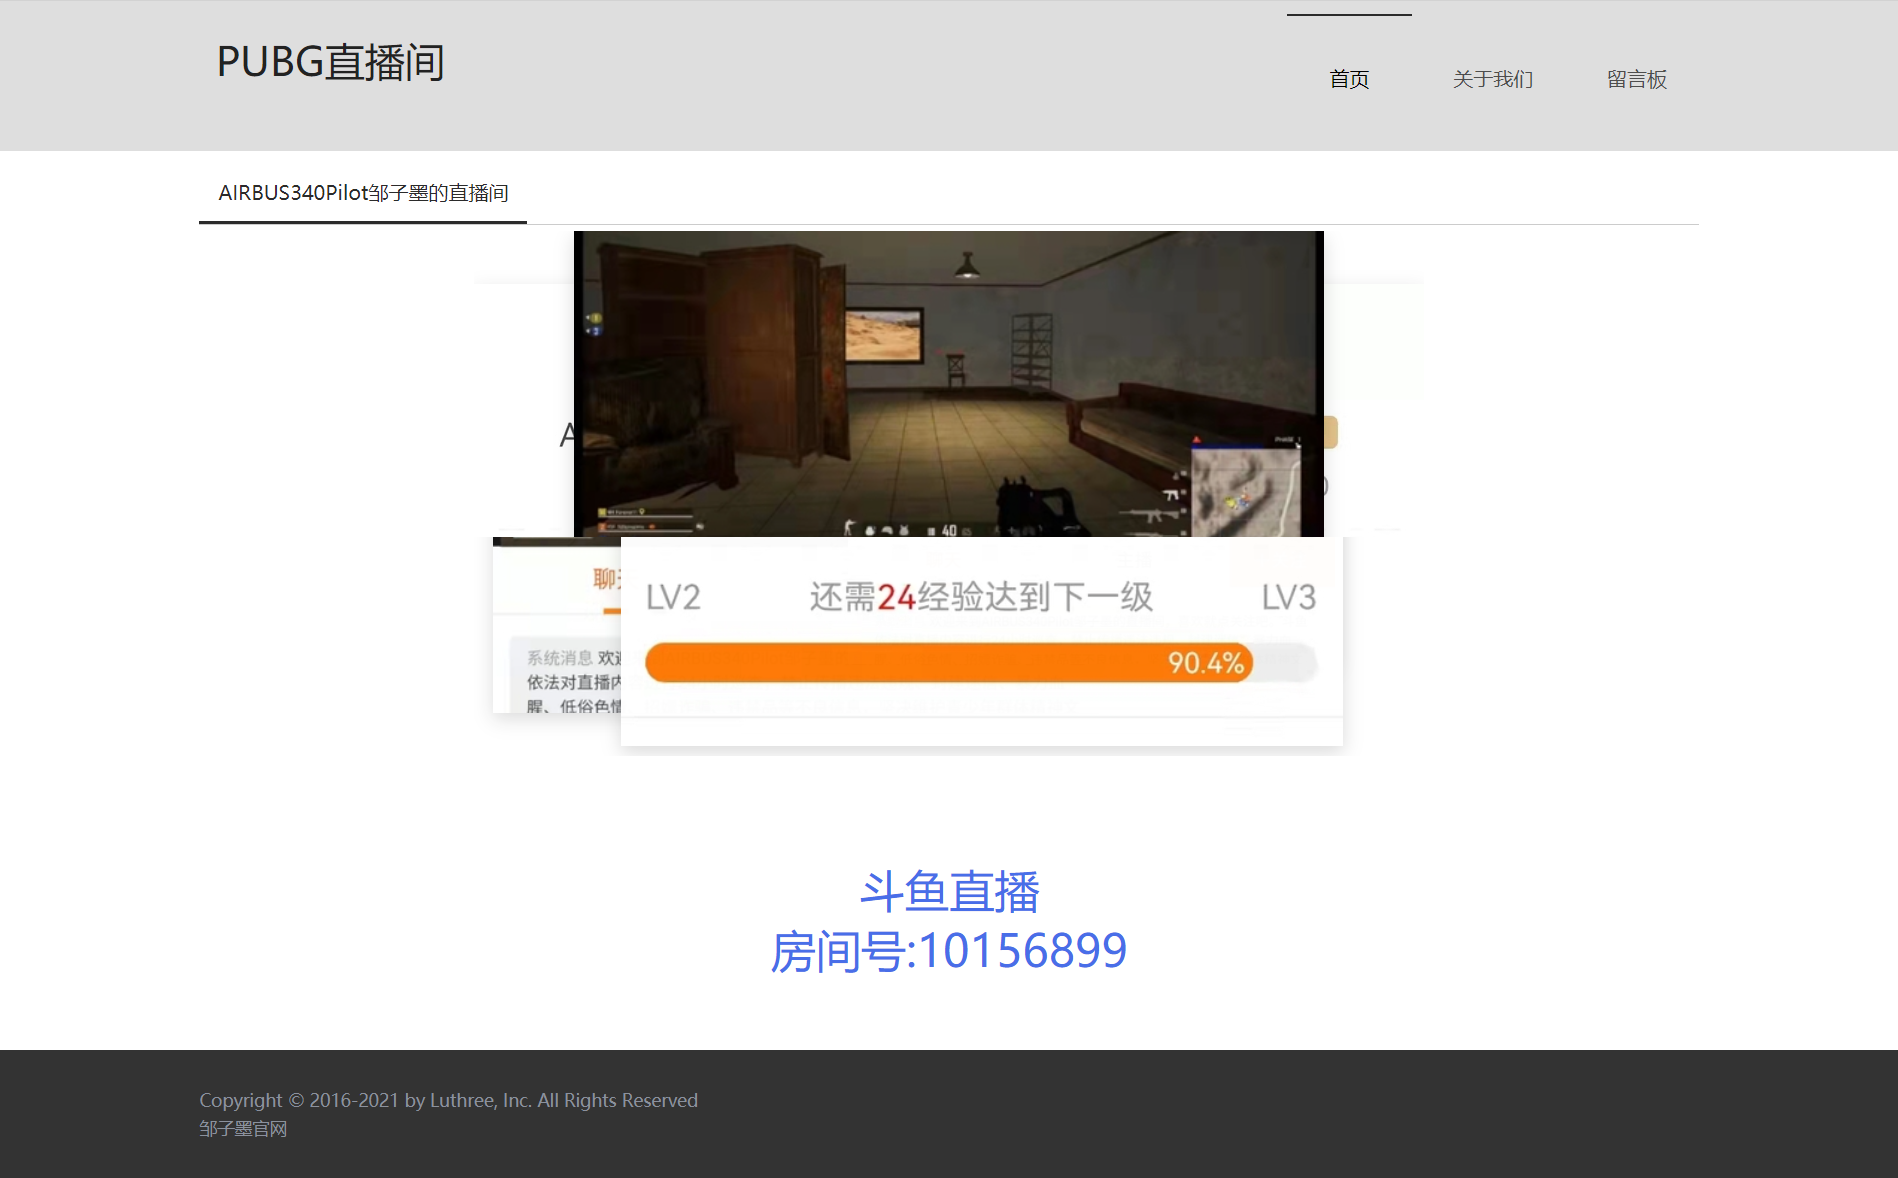 PUBG直播间
首页
关于我们
留言板
AIRBUS340Pilot邹子墨的直播间
A
40
聊
LV2
还需24经验达到下一级
LV3
90.4%
系统消息 欢
依法对直播内
腥、低俗色情
斗鱼直播
房间号:10156899
Copyright © 2016-2021 by Luthree, Inc. All Rights Reserved
邹子墨官网